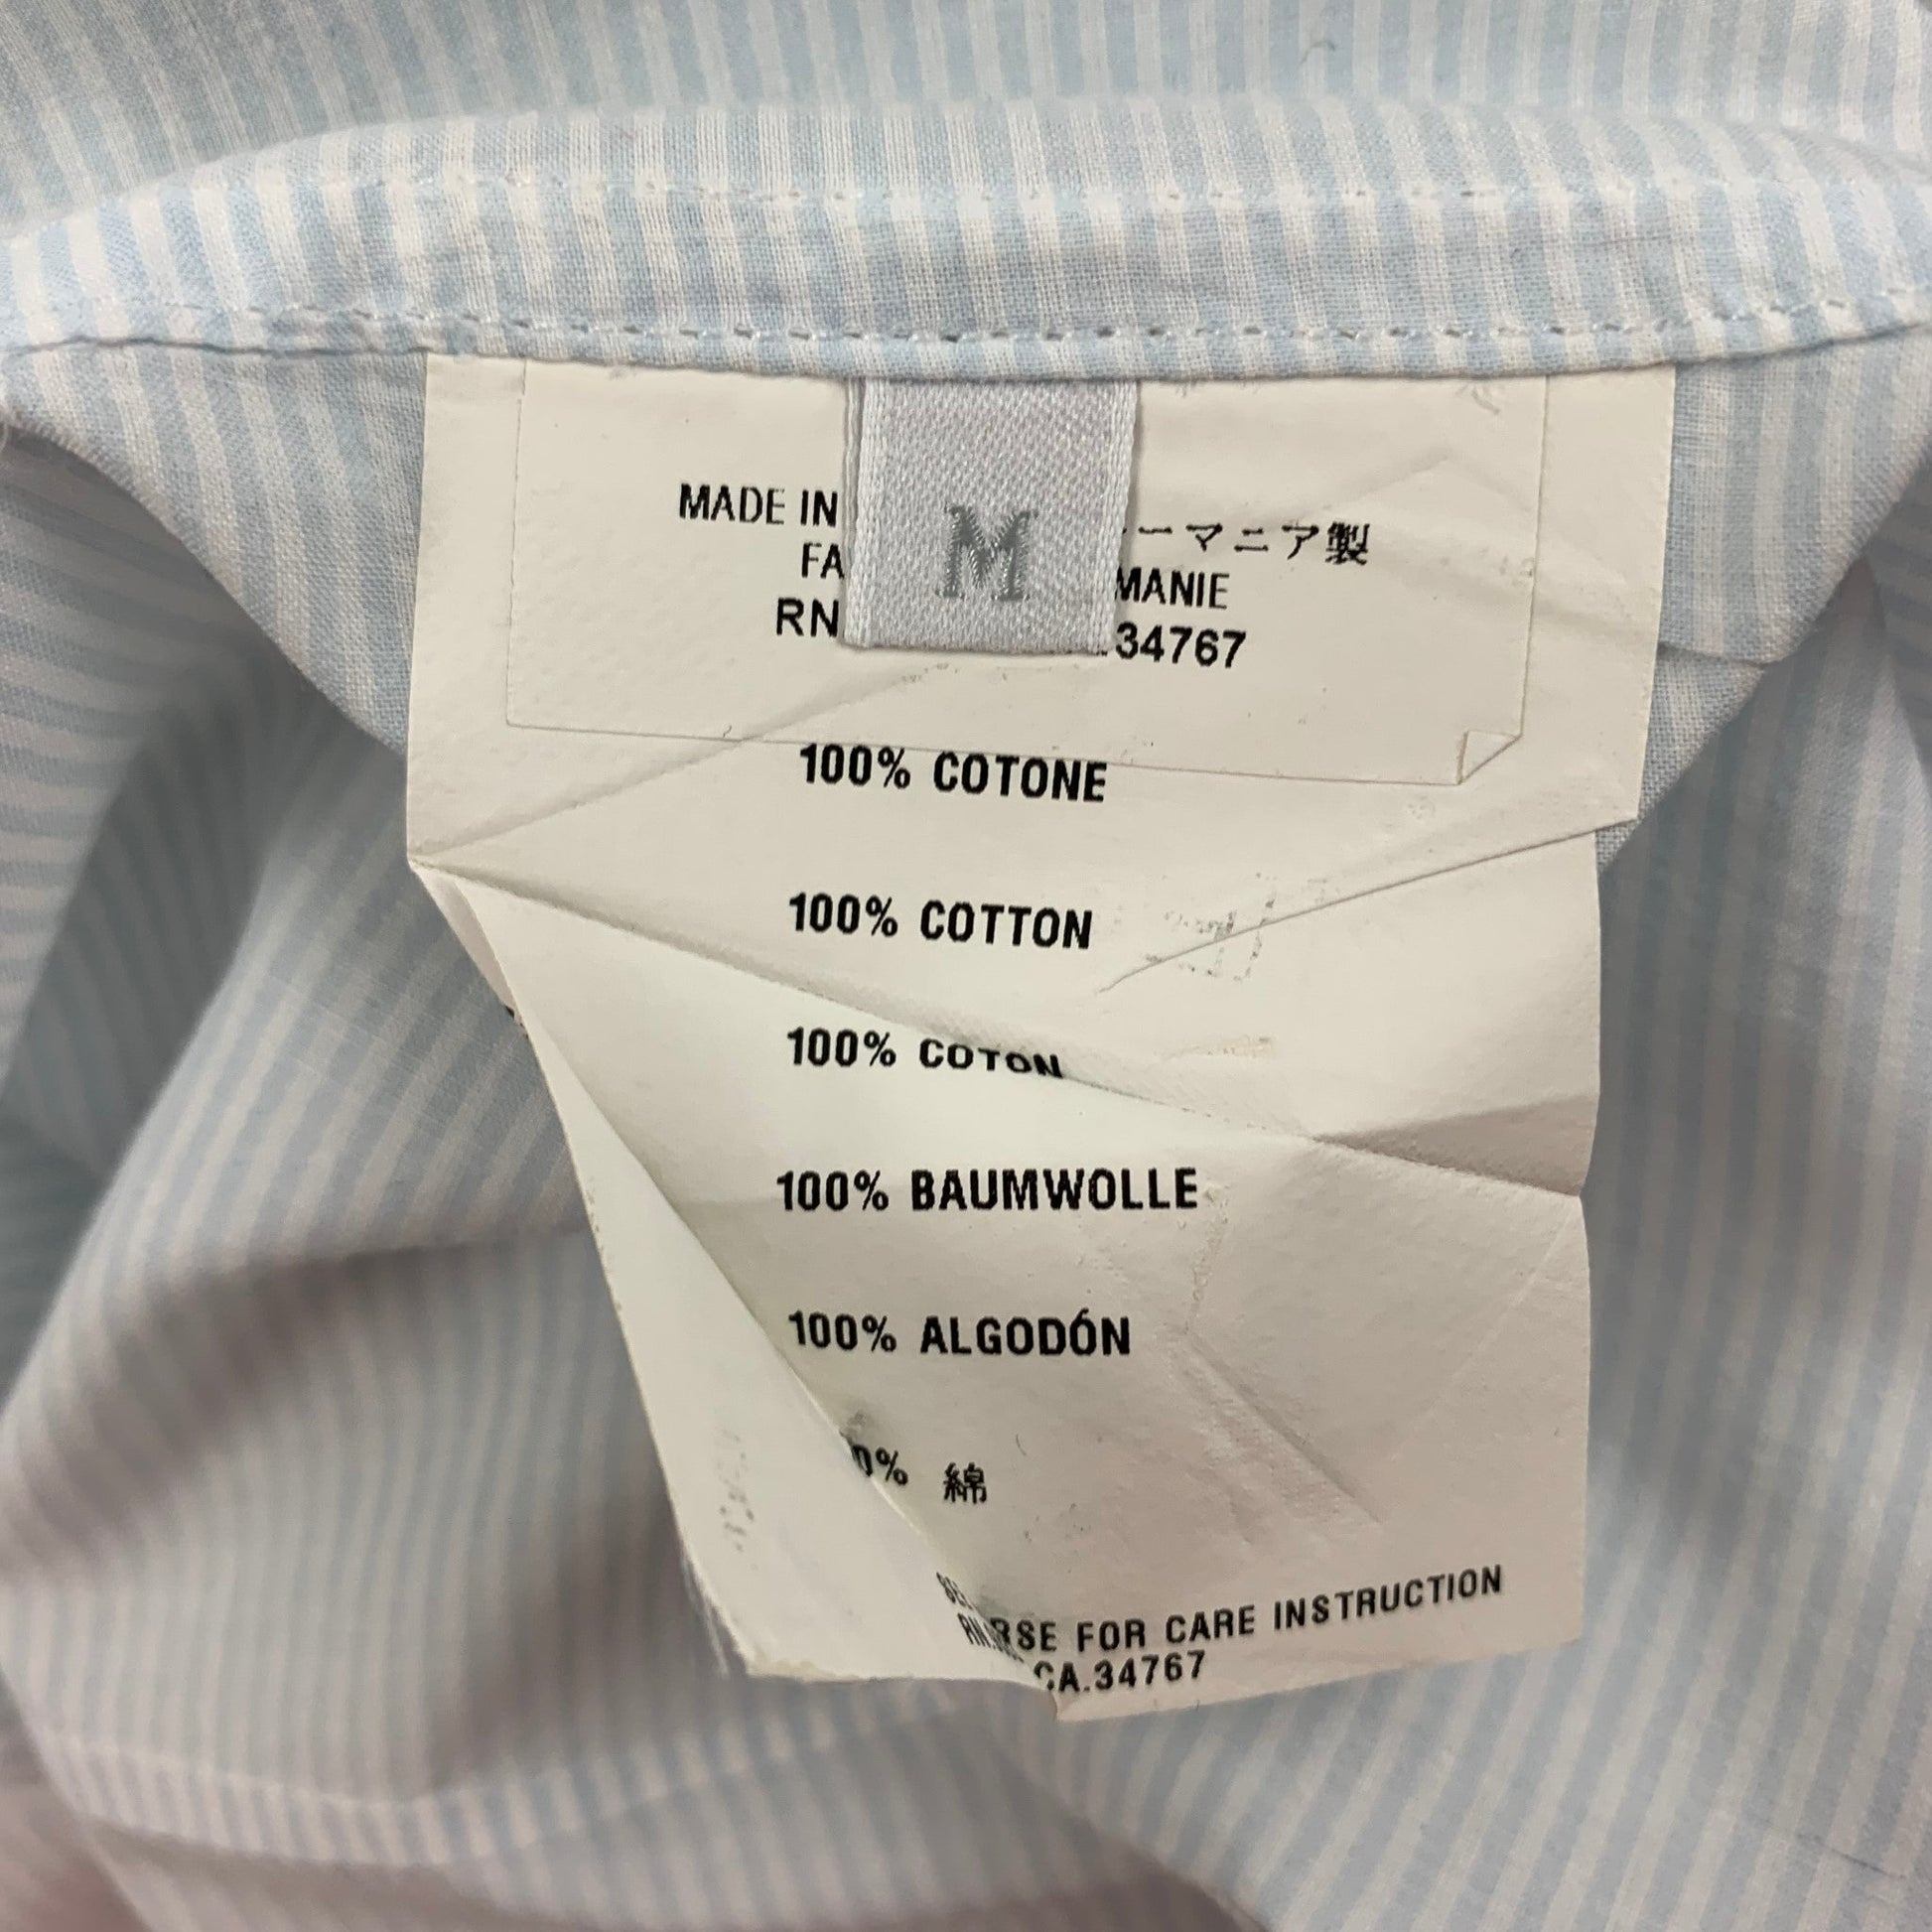 M
MADE IN ーマニア製
FA MANIE
RN .34767
100% COTONE
100% COTTON
100% COTON
100% BAUMWOLLE
100% ALGODÓN
0% 綿
RSE FOR CARE INSTRUCTION
CA.34767